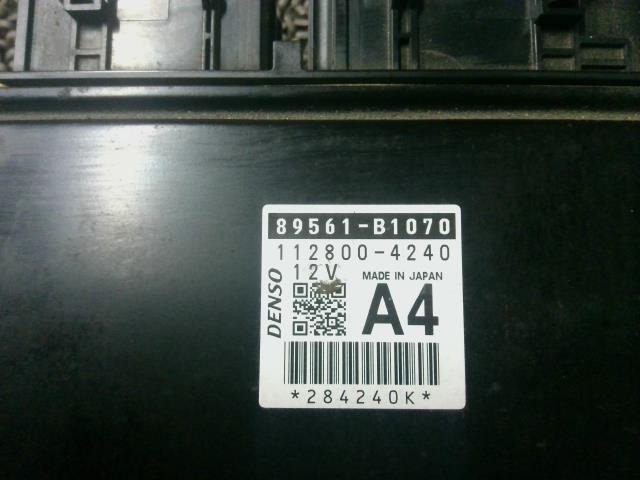 89561-B1070
112800-4240
12V MADE IN JAPAN
DENSO
A4
*284240K*